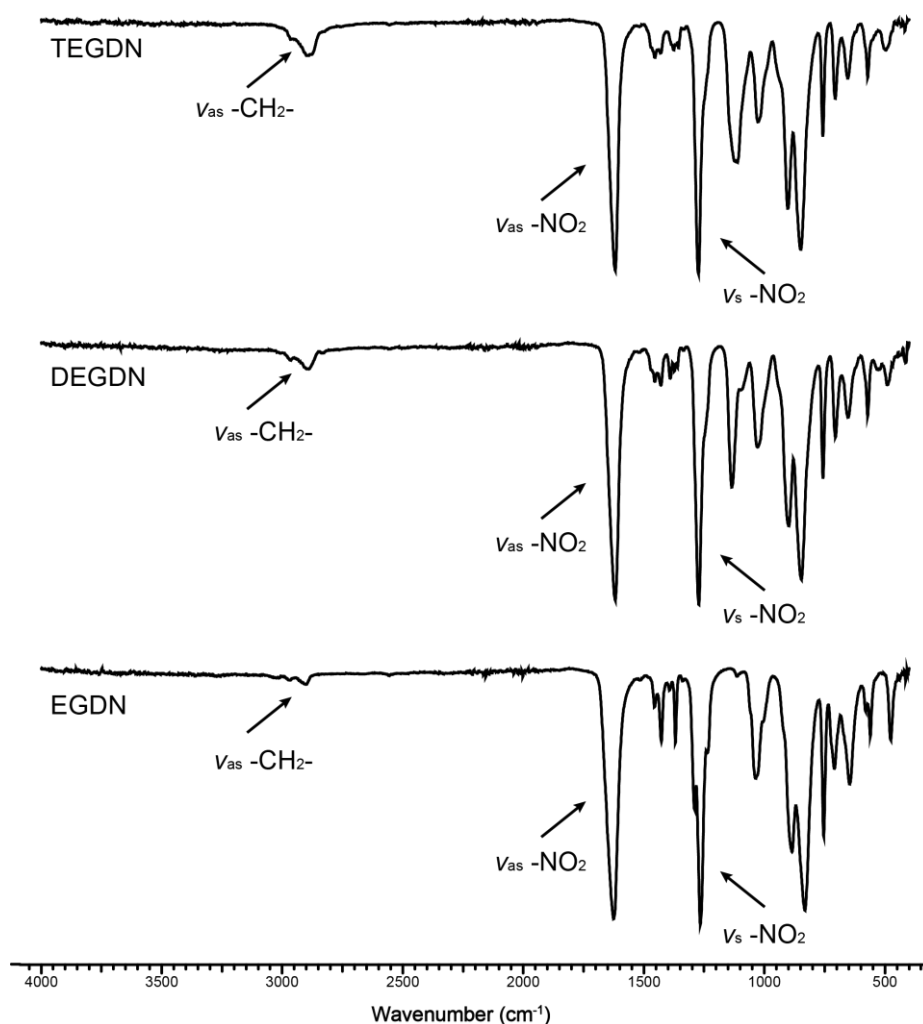 TEGDN
νas -CH₂-
νas -NO₂
νs -NO₂
DEGDN
νas -CH₂-
νas -NO₂
νs -NO₂
EGDN
νas -CH₂-
νas -NO₂
νs -NO₂
4000 3500 3000 2500 2000 1500 1000 500
Wavenumber (cm⁻¹)